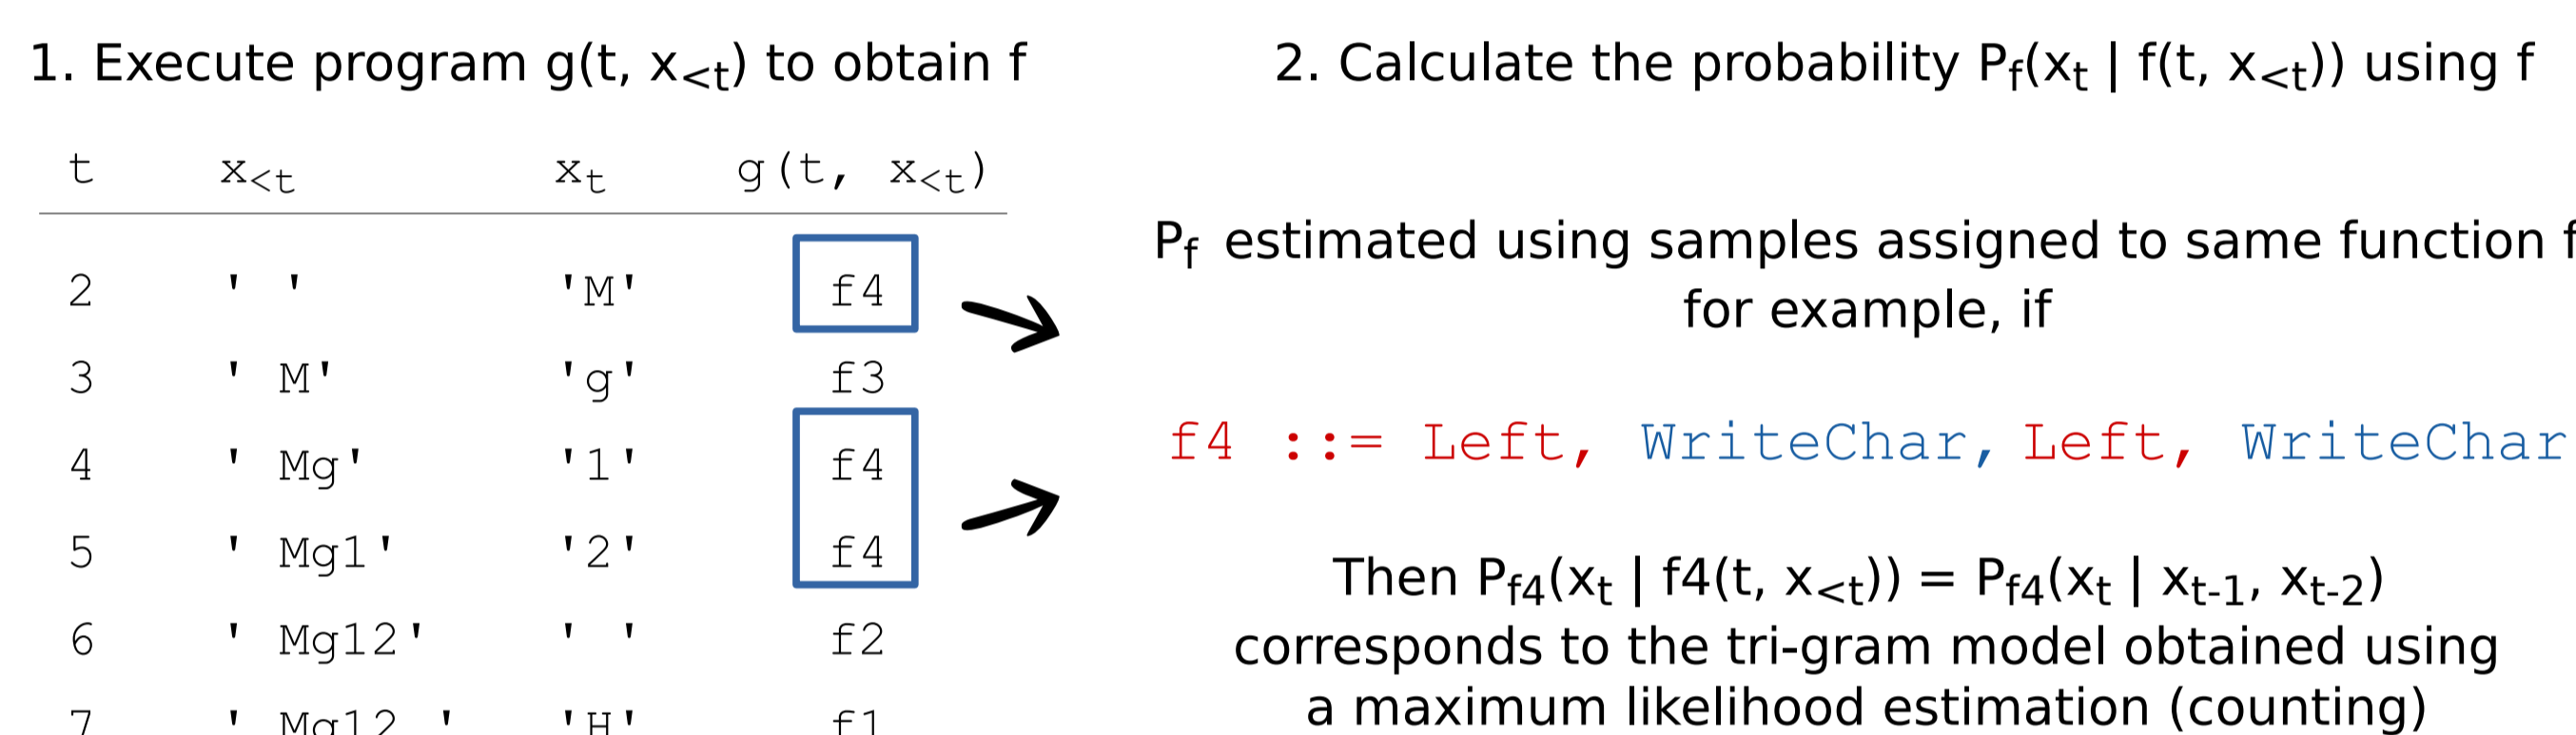 1. Execute program g(t, x<t) to obtain f
t x<t xt g(t, x<t)
2 ' ' 'M' f4
3 ' M' 'g' f3
4 ' Mg' '1' f4
5 ' Mg1' '2' f4
6 ' Mg12' ' ' f2
7 ' Mg12 ' 'H' f1
2. Calculate the probability Pf(xt | f(t, x<t)) using f
Pf estimated using samples assigned to same function f
for example, if
f4 ::= Left, WriteChar, Left, WriteChar
Then Pf4(xt | f4(t, x<t)) = Pf4(xt | xt-1, xt-2)
corresponds to the tri-gram model obtained using
a maximum likelihood estimation (counting)